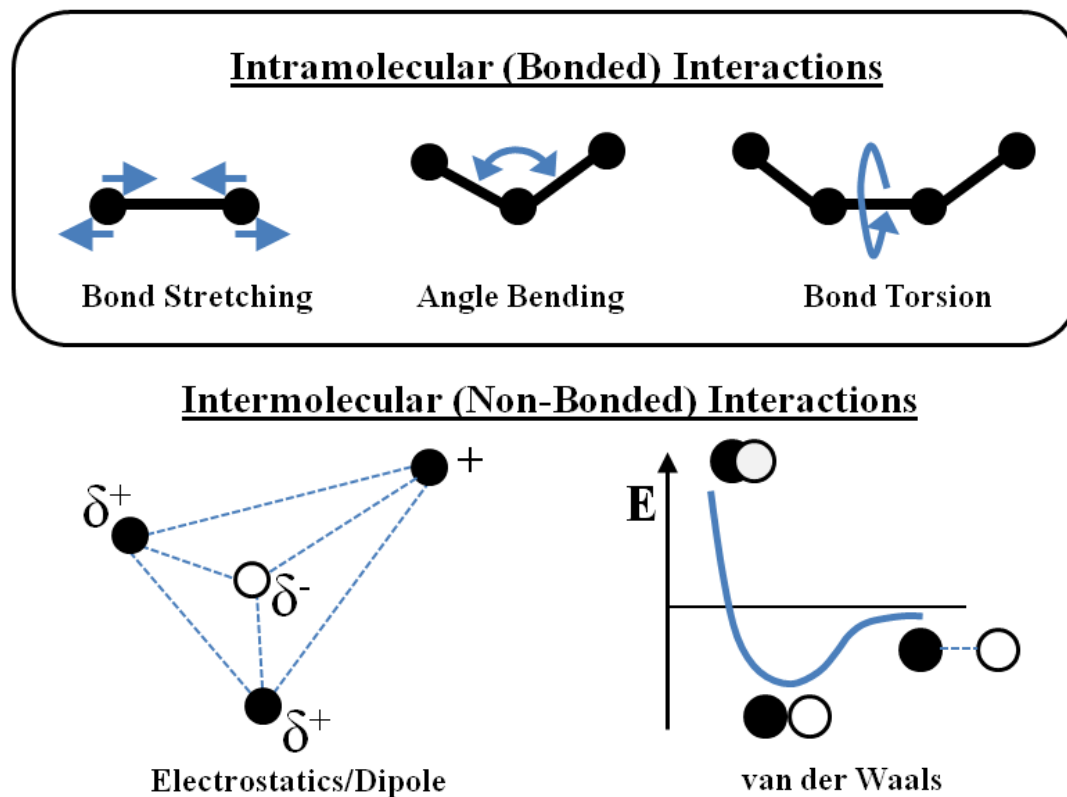 Intramolecular (Bonded) Interactions
Bond Stretching
Angle Bending
Bond Torsion
Intermolecular (Non-Bonded) Interactions
δ+
+
δ-
δ+
Electrostatics/Dipole
E
van der Waals